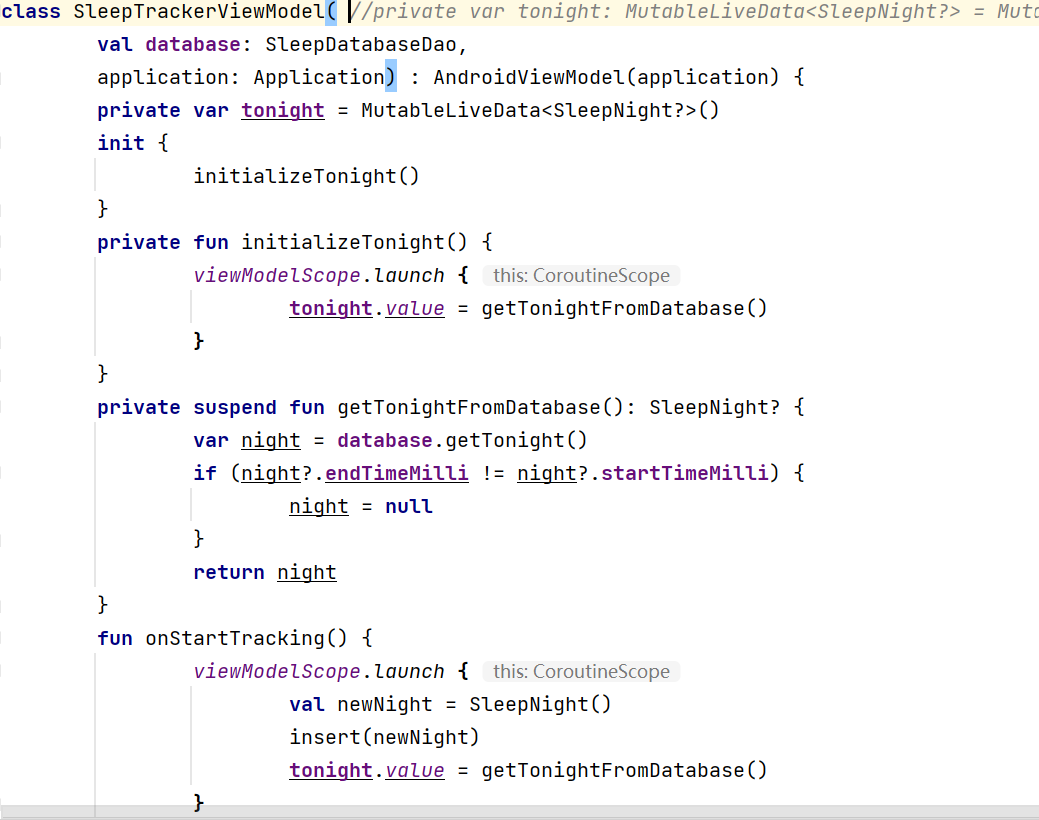 class SleepTrackerViewModel( //private var tonight: MutableLiveData<SleepNight?> =
val database: SleepDatabaseDao,
application: Application) : AndroidViewModel(application) {
private var tonight = MutableLiveData<SleepNight?>()
init {
initializeTonight()
}
private fun initializeTonight() {
viewModelScope.launch { this: CoroutineScope
tonight.value = getTonightFromDatabase()
}
}
private suspend fun getTonightFromDatabase(): SleepNight? {
var night = database.getTonight()
if (night?.endTimeMilli != night?.startTimeMilli) {
night = null
}
return night
}
fun onStartTracking() {
viewModelScope.launch { this: CoroutineScope
val newNight = SleepNight()
insert(newNight)
tonight.value = getTonightFromDatabase()
}